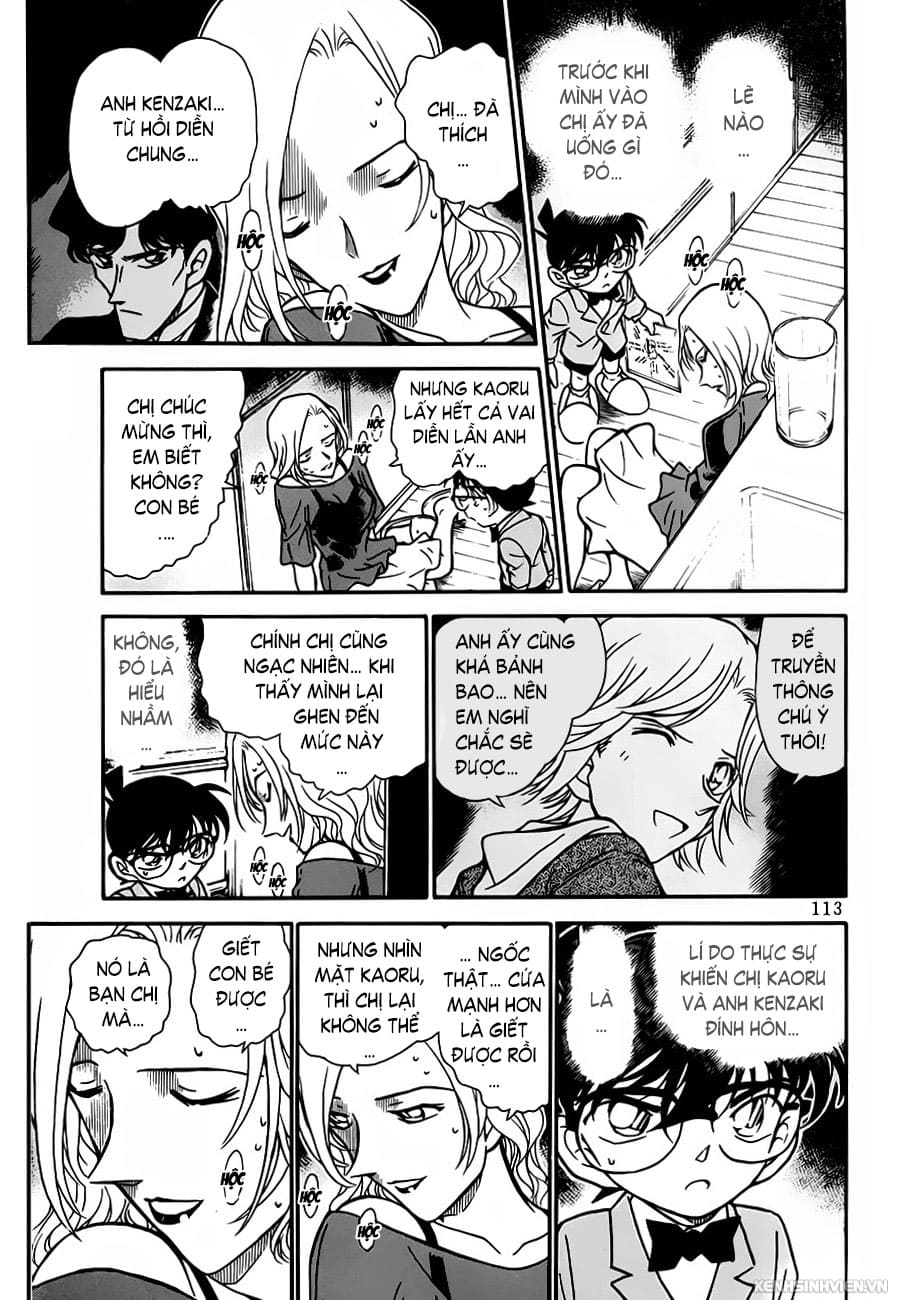 LẼ
NÀO
...
TRƯỚC KHI
MÌNH VÀO
CHỊ ẤY ĐÃ
UỐNG GÌ
ĐÓ...
HỘC
HỘC
CHỊ... ĐÃ
THÍCH
...
ANH KENZAKI...
TỪ HỒI DIỄN
CHUNG...
HỘC
HỘC
NHƯNG KAORU
LẤY HẾT CẢ VAI
DIỄN LẪN ANH
ẤY...
HỘC
HỘC
HỘC
CHỊ CHÚC
MỪNG THÌ,
EM BIẾT
KHÔNG?
CON BÉ
....
ĐỂ
TRUYỀN
THÔNG
CHÚ Ý
THÔI!
ANH ẤY CŨNG
KHÁ BẢNH
BAO... NÊN
EM NGHĨ
CHẮC SẼ
ĐƯỢC...
CHÍNH CHỊ CŨNG
NGẠC NHIÊN... KHI
THẤY MÌNH LẠI
GHEN ĐẾN
MỨC NÀY
...
HỘC
HỘC
KHÔNG,
ĐÓ LÀ
HIỂU
NHẦM
...
113
LÍ DO THỰC SỰ
KHIẾN CHỊ KAORU
VÀ ANH KENZAKI
ĐÍNH HÔN...
LÀ
...
... NGỐC
THẬT... CỨA
MẠNH HƠN
LÀ GIẾT
ĐƯỢC RỒI
NHƯNG NHÌN
MẶT KAORU,
THÌ CHỊ LẠI
KHÔNG THỂ
...
HỘC
HỘC
GIẾT
CON BÉ
ĐƯỢC
...
NÓ LÀ
BẠN CHỊ
MÀ...
HỘC
XENHSINHVIEN.VN